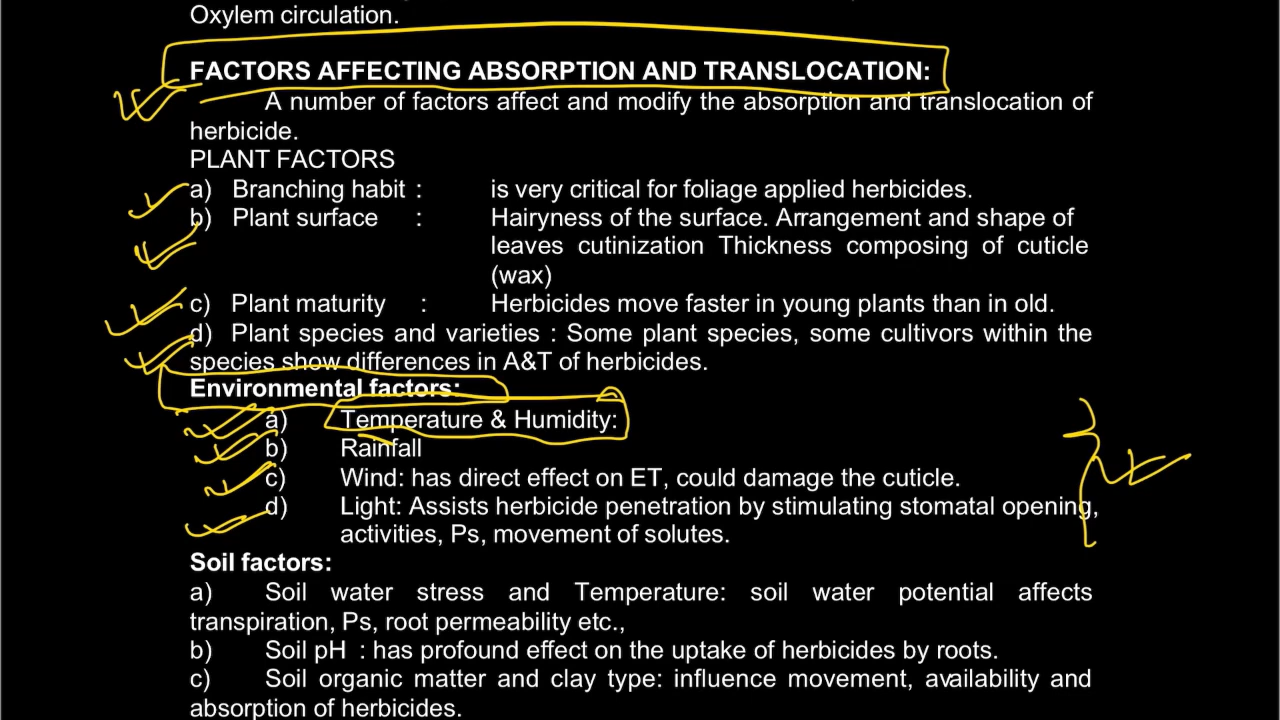 Oxylem circulation.
FACTORS AFFECTING ABSORPTION AND TRANSLOCATION:
A number of factors affect and modify the absorption and translocation of
herbicide.
PLANT FACTORS
a) Branching habit : is very critical for foliage applied herbicides.
b) Plant surface : Hairyness of the surface. Arrangement and shape of
leaves cutinization Thickness composing of cuticle
(wax)
c) Plant maturity : Herbicides move faster in young plants than in old.
d) Plant species and varieties : Some plant species, some cultivors within the
species show differences in A&T of herbicides.
Environmental factors:
a) Temperature & Humidity:
b) Rainfall
c) Wind: has direct effect on ET, could damage the cuticle.
d) Light: Assists herbicide penetration by stimulating stomatal opening,
activities, Ps, movement of solutes.
Soil factors:
a) Soil water stress and Temperature: soil water potential affects
transpiration, Ps, root permeability etc.,
b) Soil pH : has profound effect on the uptake of herbicides by roots.
c) Soil organic matter and clay type: influence movement, availability and
absorption of herbicides.